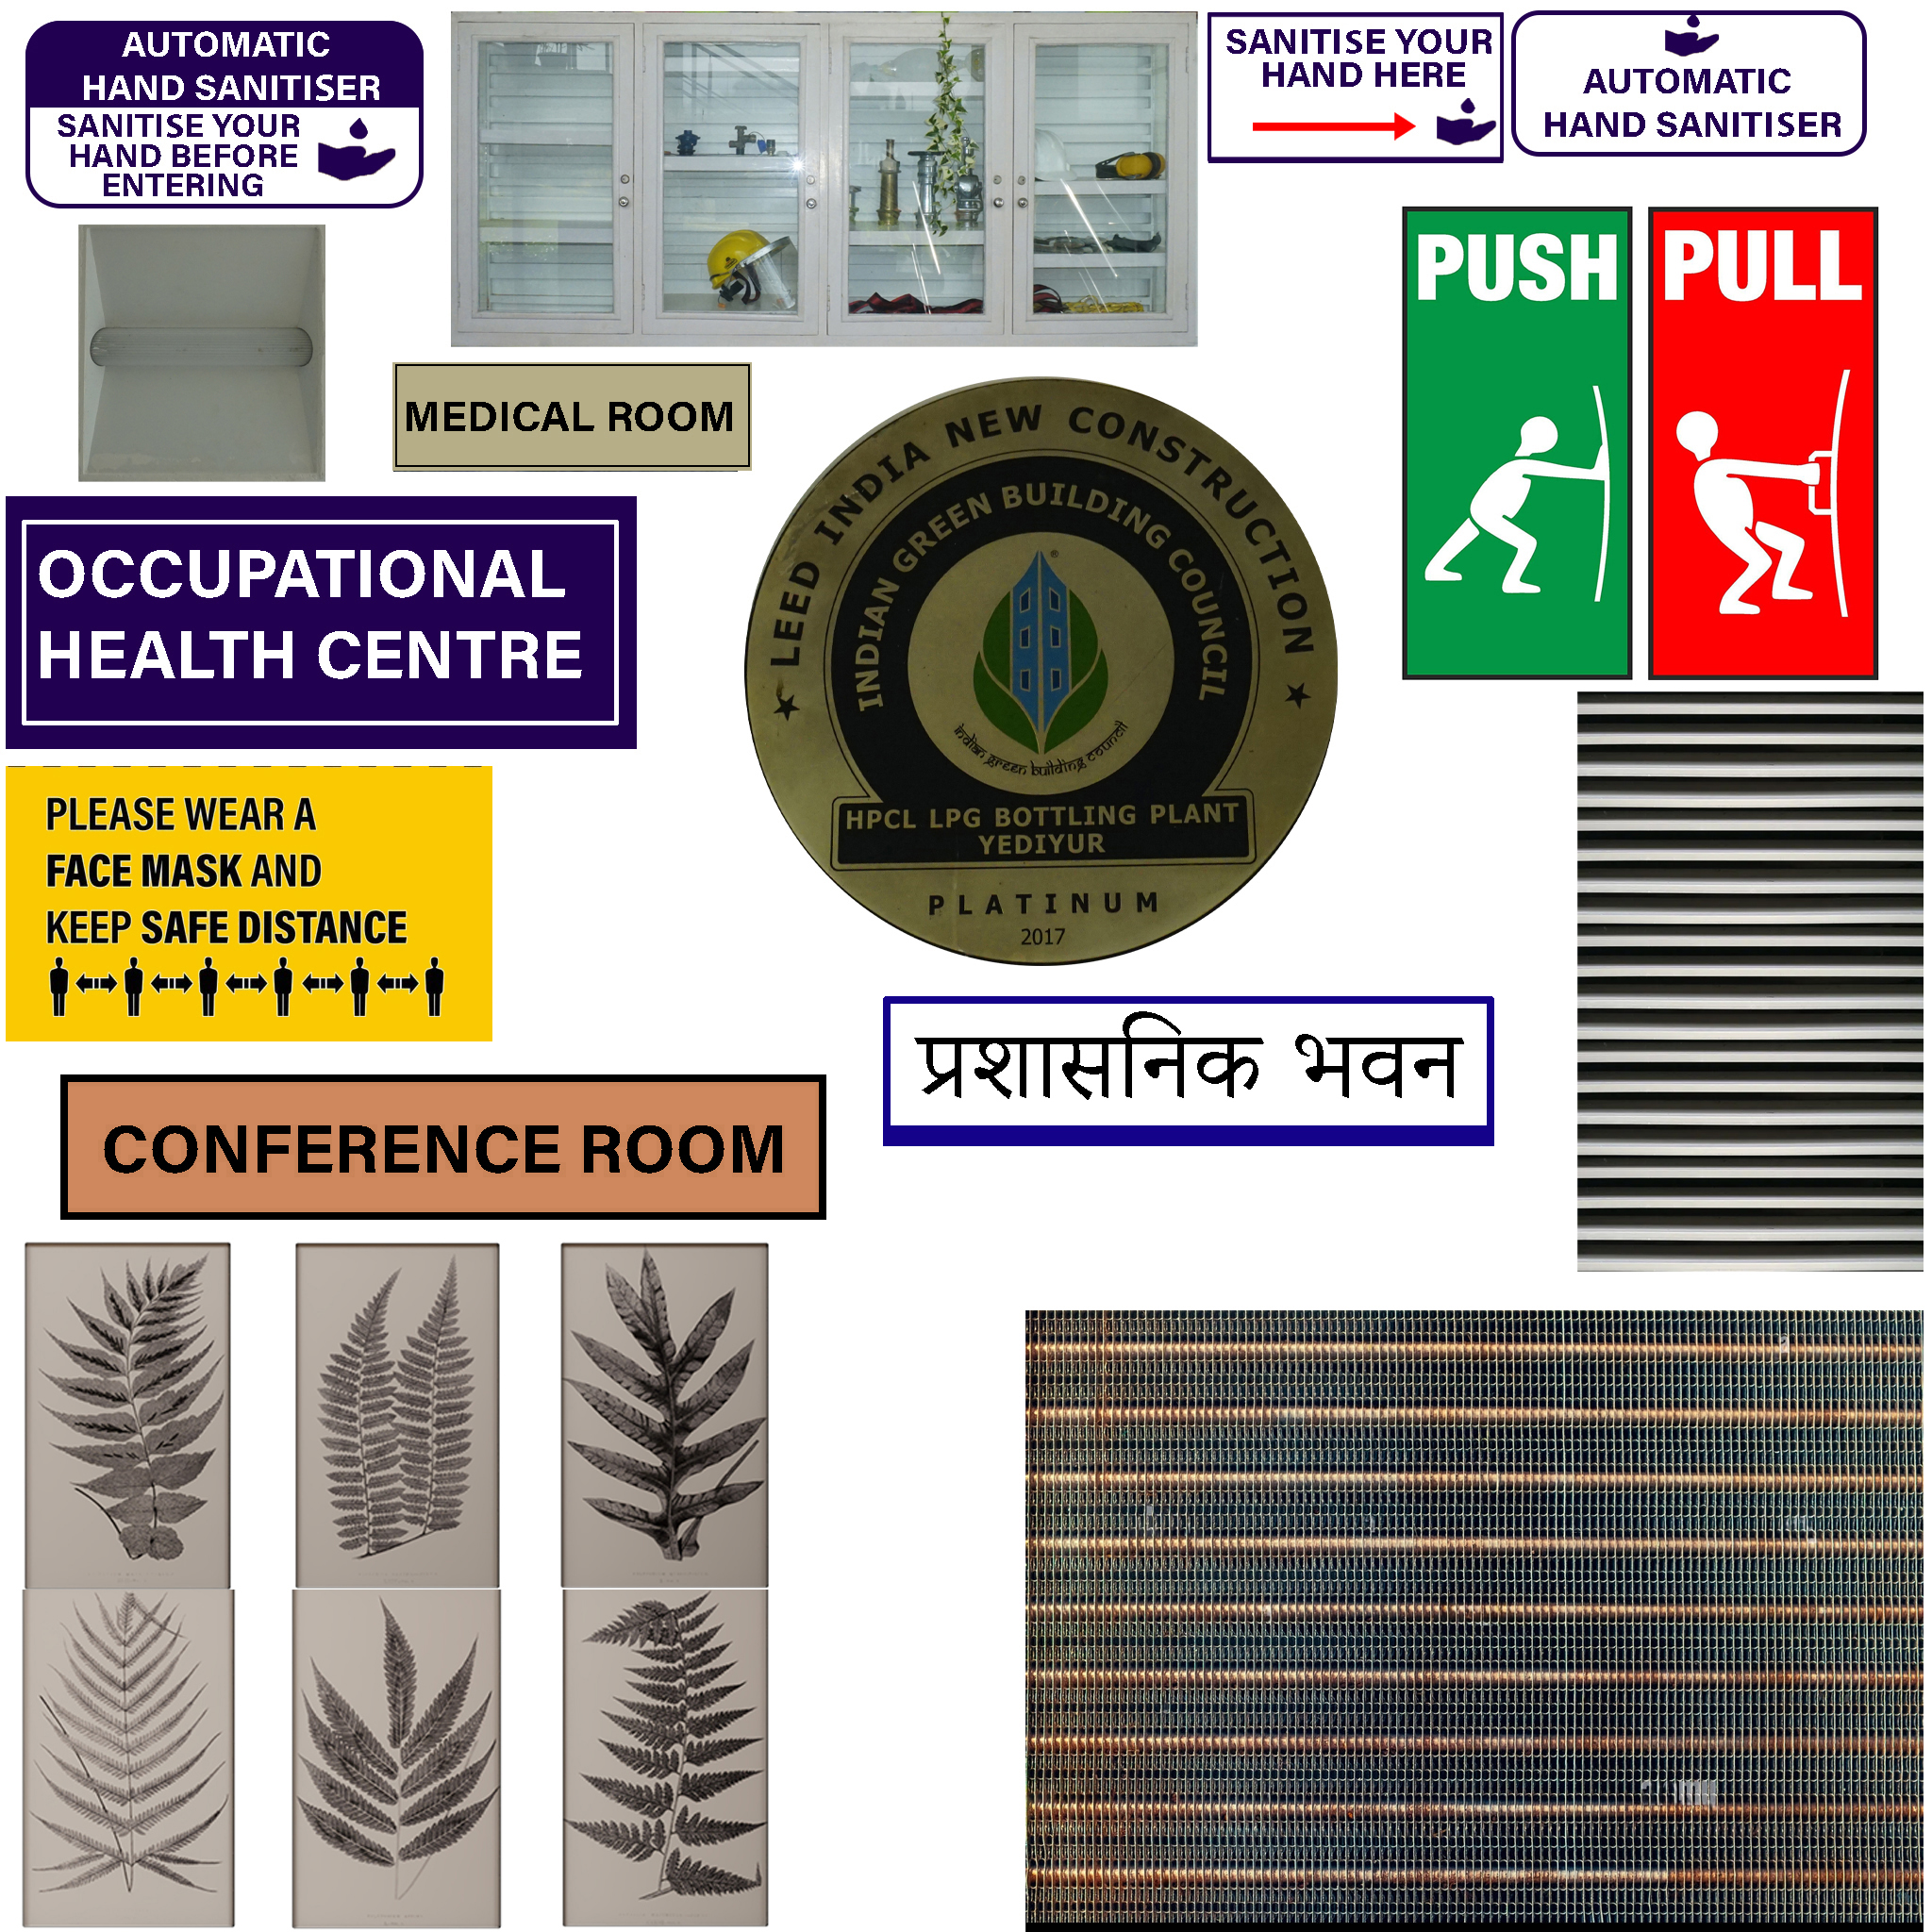 AUTOMATIC
HAND SANITISER
SANITISE YOUR
HAND BEFORE
ENTERING
SANITISE YOUR
HAND HERE
AUTOMATIC
HAND SANITISER
PUSH
PULL
MEDICAL ROOM
LEED INDIA NEW CONSTRUCTION
INDIAN GREEN BUILDING COUNCIL
®
indian green building council
HPCL LPG BOTTLING PLANT
YEDIYUR
PLATINUM
2017
OCCUPATIONAL
HEALTH CENTRE
PLEASE WEAR A
FACE MASK AND
KEEP SAFE DISTANCE
प्रशासनिक भवन
CONFERENCE ROOM